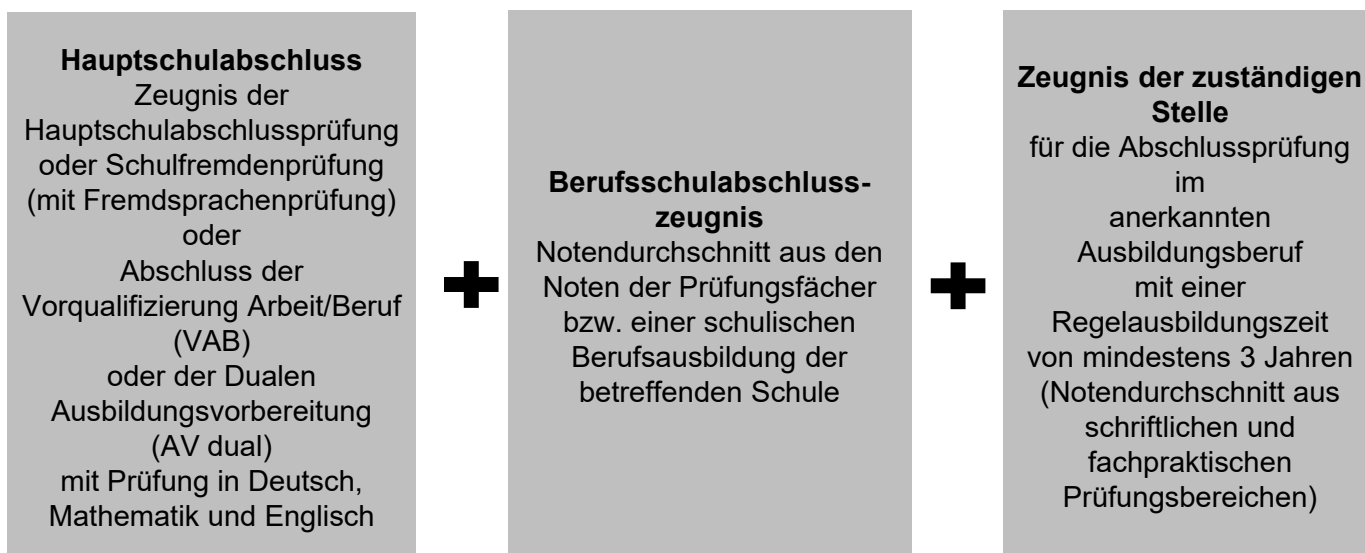 Hauptschulabschluss
Zeugnis der
Hauptschulabschlussprüfung
oder Schulfremdenprüfung
(mit Fremdsprachenprüfung)
oder
Abschluss der
Vorqualifizierung Arbeit/Beruf
(VAB)
oder der Dualen
Ausbildungsvorbereitung
(AV dual)
mit Prüfung in Deutsch,
Mathematik und Englisch
+
Berufsschulabschluss-
zeugnis
Notendurchschnitt aus den
Noten der Prüfungsfächer
bzw. einer schulischen
Berufsausbildung der
betreffenden Schule
+
Zeugnis der zuständigen
Stelle
für die Abschlussprüfung
im
anerkannten
Ausbildungsberuf
mit einer
Regelausbildungszeit
von mindestens 3 Jahren
(Notendurchschnitt aus
schriftlichen und
fachpraktischen
Prüfungsbereichen)